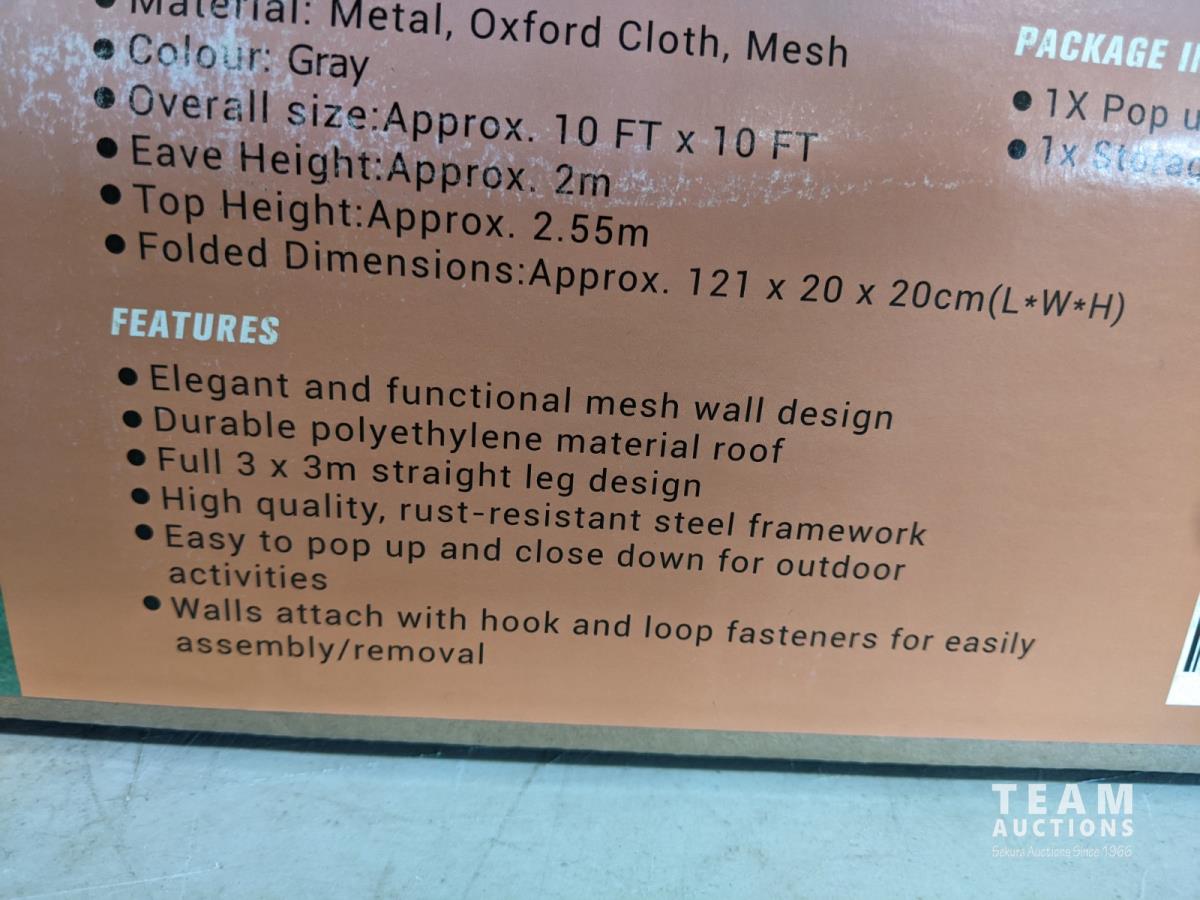 Material: Metal, Oxford Cloth, Mesh
Colour: Gray
Overall size:Approx. 10 FT x 10 FT
Eave Height:Approx. 2m
Top Height:Approx. 2.55m
Folded Dimensions:Approx. 121 x 20 x 20cm(L*W*H)
FEATURES
Elegant and functional mesh wall design
Durable polyethylene material roof
Full 3 x 3m straight leg design
High quality, rust-resistant steel framework
Easy to pop up and close down for outdoor
activities
Walls attach with hook and loop fasteners for easily
assembly/removal
PACKAGE
1X Pop
1x
TEAM
AUCTIONS
Sekura Auctions Since 1966